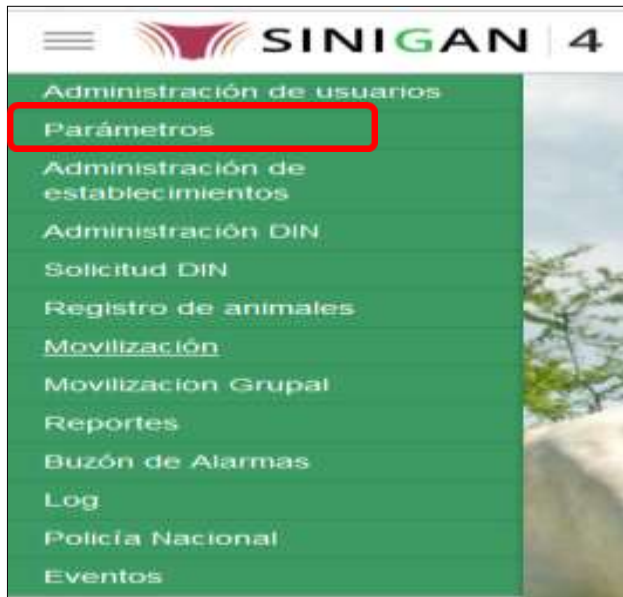 SINIGAN 4
Administración de usuarios
Parámetros
Administración de
establecimientos
Administración DIN
Solicitud DIN
Registro de animales
Movilización
Movilizacion Grupal
Reportes
Buzón de Alarmas
Log
Policía Nacional
Eventos